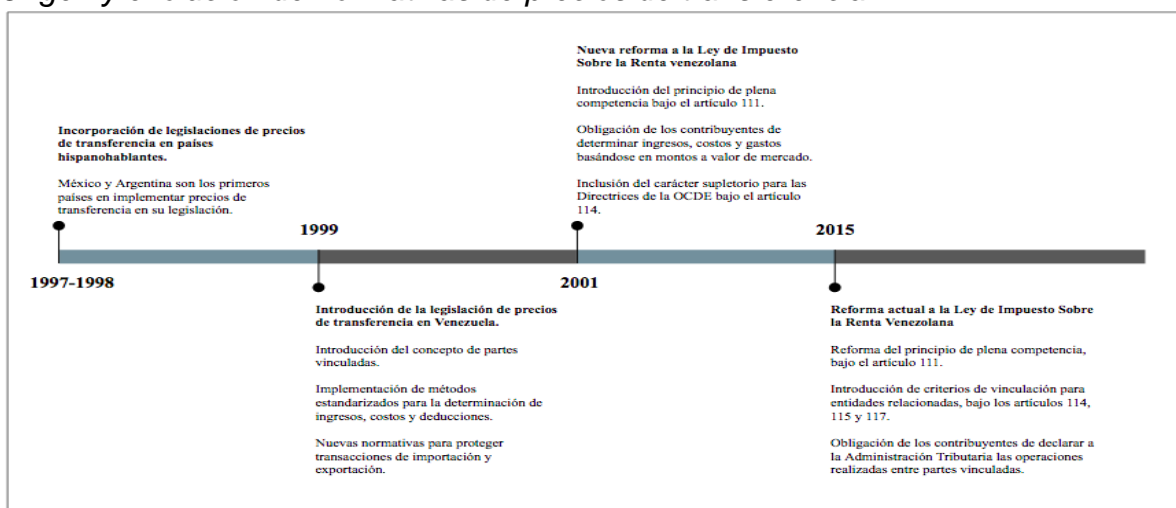 Nueva reforma a la Ley de Impuesto
Sobre la Renta venezolana
Introducción del principio de plena
competencia bajo el artículo 111.
Obligación de los contribuyentes de
determinar ingresos, costos y gastos
basándose en montos a valor de mercado.
Inclusión del carácter supletorio para las
Directrices de la OCDE bajo el artículo
114.
Incorporación de legislaciones de precios
de transferencia en países
hispanohablantes.
México y Argentina son los primeros
países en implementar precios de
transferencia en su legislación.
1999
2015
1997-1998
2001
Introducción de la legislación de precios
de transferencia en Venezuela.
Introducción del concepto de partes
vinculadas.
Implementación de métodos
estandarizados para la determinación de
ingresos, costos y deducciones.
Nuevas normativas para proteger
transacciones de importación y
exportación.
Reforma actual a la Ley de Impuesto Sobre
la Renta Venezolana
Reforma del principio de plena competencia,
bajo el artículo 111.
Introducción de criterios de vinculación para
entidades relacionadas, bajo los artículos 114,
115 y 117.
Obligación de los contribuyentes de declarar a
la Administración Tributaria las operaciones
realizadas entre partes vinculadas.